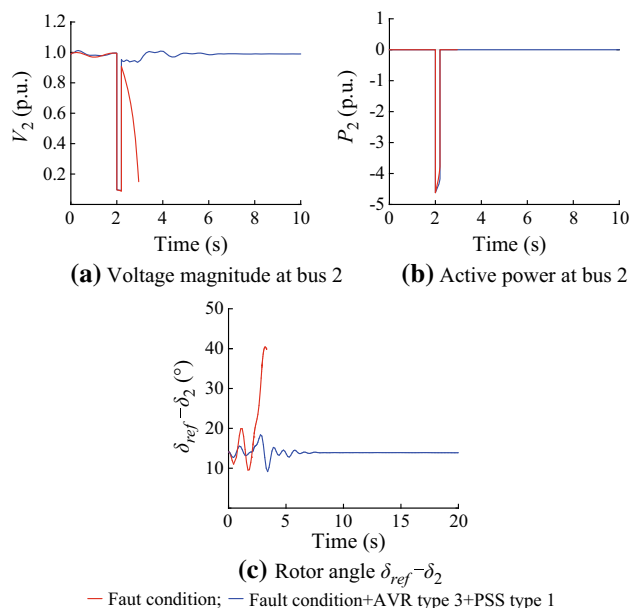 1.2
1.0
0.8
0.6
0.4
0.2
V2 (p.u.)
0 2 4 6 8 10
Time (s)
(a) Voltage magnitude at bus 2
1
0
-1
-2
-3
-4
-5
P2 (p.u.)
0 2 4 6 8 10
Time (s)
(b) Active power at bus 2
50
40
30
20
10
δref-δ2 (°)
0 5 10 15 20
Time (s)
(c) Rotor angle δref-δ2
Faut condition; Fault condition+AVR type 3+PSS type 1